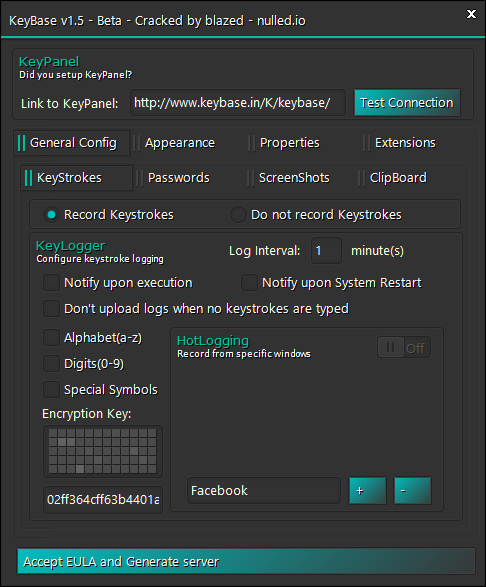 KeyBase v1.5 - Beta - Cracked by blazed - nulled.io
x
KeyPanel
Did you setup KeyPanel?
Link to KeyPanel: http://www.keybase.in/K/keybase/ Test Connection
General Config Appearance Properties Extensions
KeyStrokes Passwords ScreenShots ClipBoard
Record Keystrokes Do not record Keystrokes
KeyLogger
Configure keystroke logging
Log Interval: 1 minute(s)
Notify upon execution Notify upon System Restart
Don't upload logs when no keystrokes are typed
Alphabet(a-z)
Digits(0-9)
Special Symbols
HotLogging
Record from specific windows
Off
Encryption Key:
02ff364cff63b4401a
Facebook + -
Accept EULA and Generate server